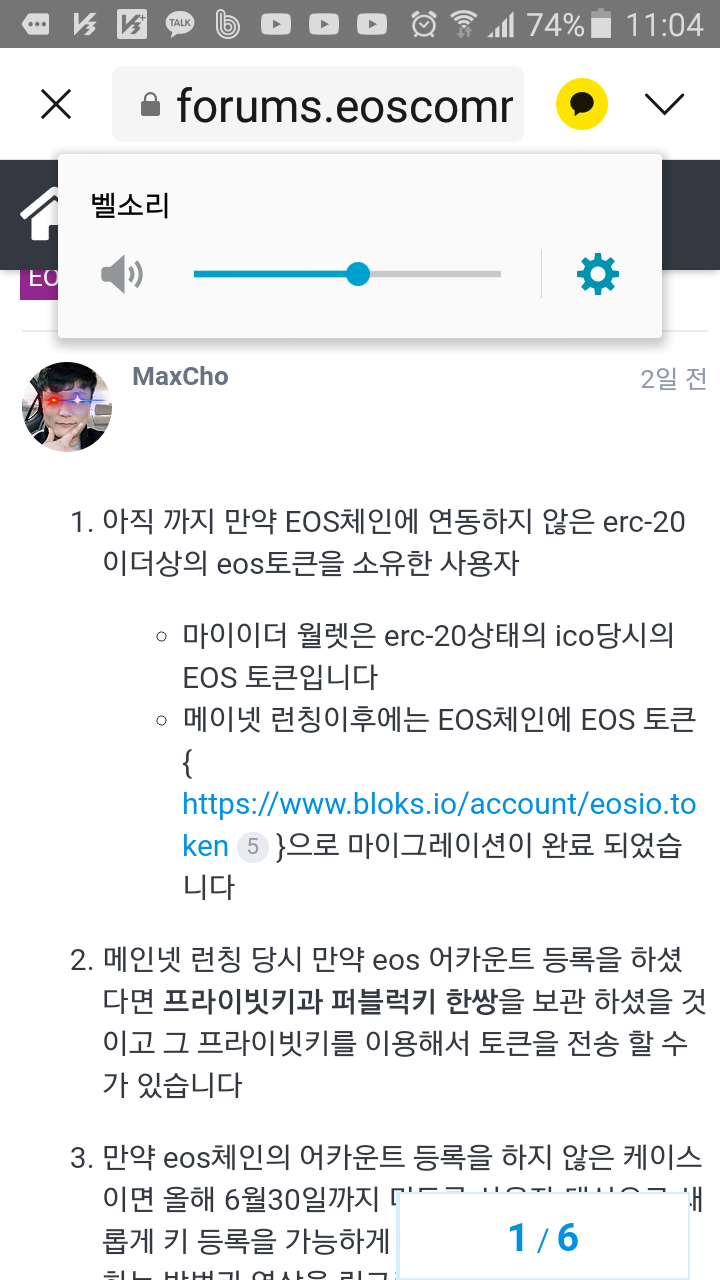 TALK
74% 11:04
forums.eoscomm
벨소리
EO
MaxCho
2일 전
1. 아직 까지 만약 EOS체인에 연동하지 않은 erc-20
이더상의 eos토큰을 소유한 사용자
마이이더 월렛은 erc-20상태의 ico당시의
EOS 토큰입니다
메이넷 런칭이후에는 EOS체인에 EOS 토큰
{
https://www.bloks.io/account/eosio.to
ken 5 }으로 마이그레이션이 완료 되었습
니다
2. 메인넷 런칭 당시 만약 eos 어카운트 등록을 하셨
다면 프라이빗키과 퍼블럭키 한쌍을 보관 하셨을 것
이고 그 프라이빗키를 이용해서 토큰을 전송 할 수
가 있습니다
3. 만약 eos체인의 어카운트 등록을 하지 않은 케이스
이면 올해 6월30일까지
롭게 키 등록을 가능하게
1 / 6